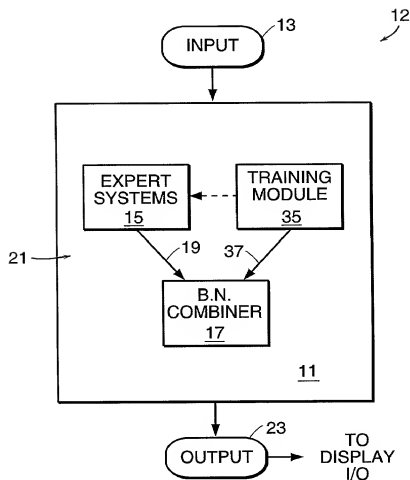 12
INPUT
13
EXPERT
SYSTEMS
15
TRAINING
MODULE
35
19
37
21
B.N.
COMBINER
17
11
23
OUTPUT
TO
DISPLAY
I/O